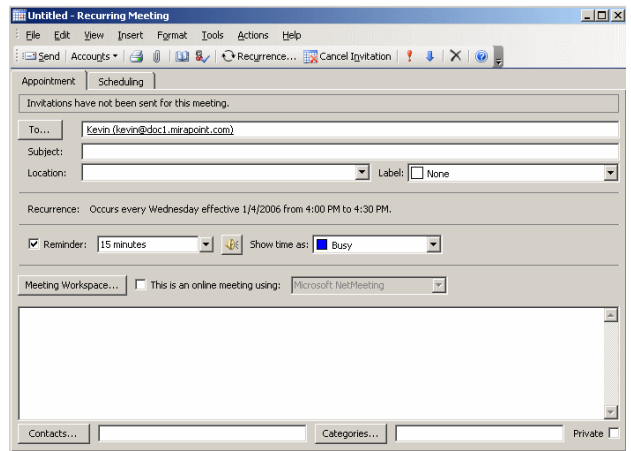 Untitled - Recurring Meeting
File Edit View Insert Format Tools Actions Help
Send Accounts Recurrence... Cancel Invitation
Appointment Scheduling
Invitations have not been sent for this meeting.
To... Kevin (kevin@doc1.mirapoint.com)
Subject:
Location: Label: None
Recurrence: Occurs every Wednesday effective 1/4/2006 from 4:00 PM to 4:30 PM.
Reminder: 15 minutes Show time as: Busy
Meeting Workspace... This is an online meeting using: Microsoft NetMeeting
Contacts... Categories... Private